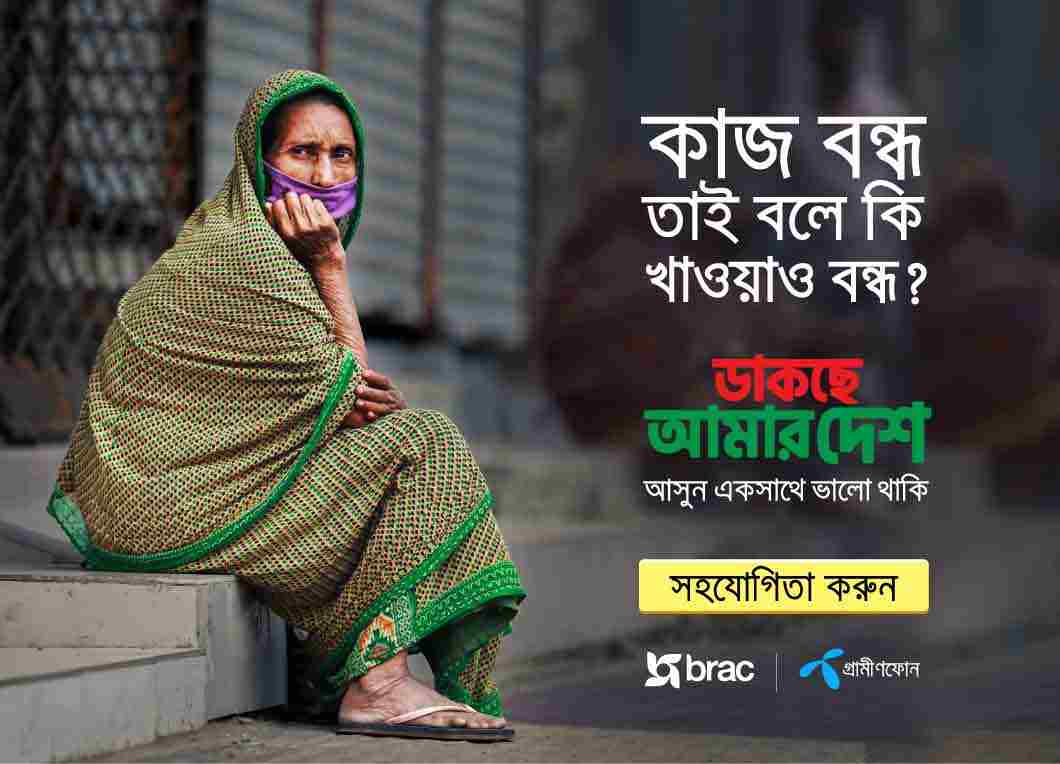 কাজ বন্ধ
তাই বলে কি
খাওয়াও বন্ধ?
ডাকছে
আমার দেশ
আসুন একসাথে ভালো থাকি
সহযোগিতা করুন
brac গ্রামীণফোন